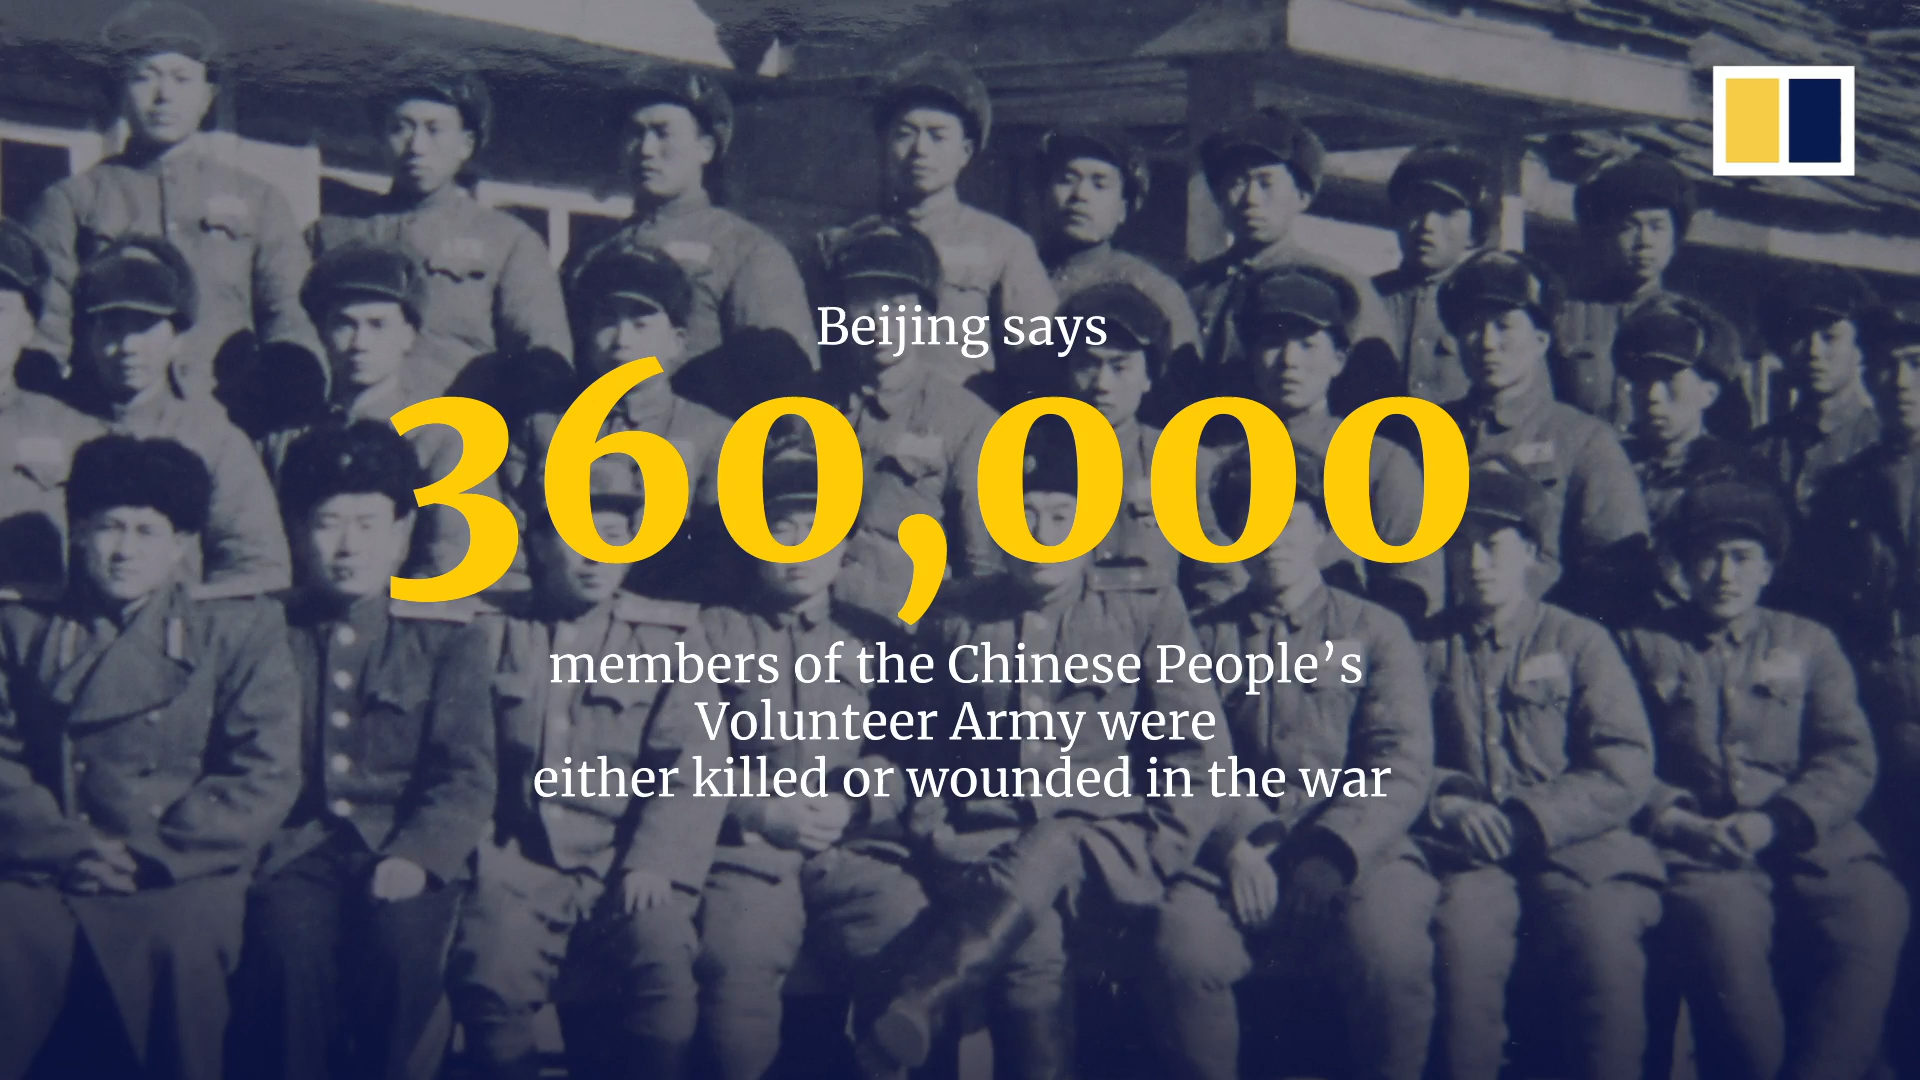 Beijing says
360,000
members of the Chinese People’s
Volunteer Army were
either killed or wounded in the war